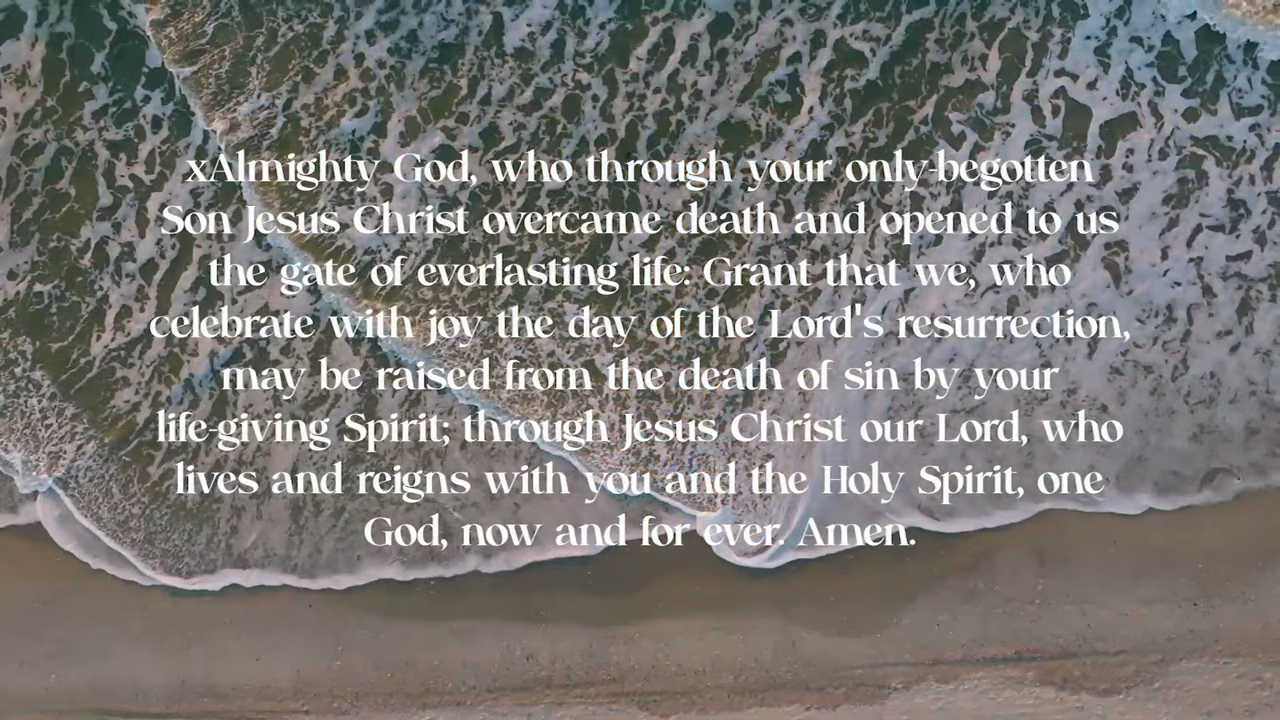 xAlmighty God, who through your only-begotten
Son Jesus Christ overcame death and opened to us
the gate of everlasting life: Grant that we, who
celebrate with joy the day of the Lord's resurrection,
may be raised from the death of sin by your
life-giving Spirit; through Jesus Christ our Lord, who
lives and reigns with you and the Holy Spirit, one
God, now and for ever. Amen.